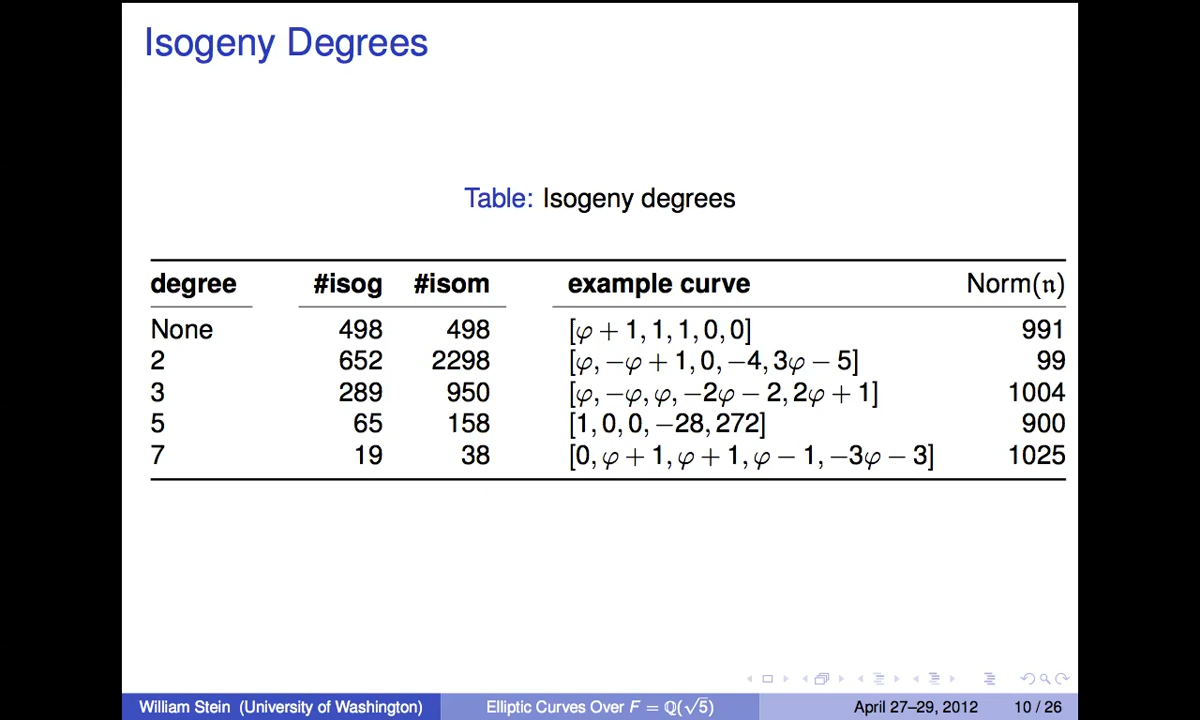 Isogeny Degrees
Table: Isogeny degrees
degree #isog #isom example curve Norm(𝔫)
None 498 498 [φ + 1, 1, 1, 0, 0] 991
2 652 2298 [φ, −φ + 1, 0, −4, 3φ − 5] 99
3 289 950 [φ, −φ, φ, −2φ − 2, 2φ + 1] 1004
5 65 158 [1, 0, 0, −28, 272] 900
7 19 38 [0, φ + 1, φ + 1, φ − 1, −3φ − 3] 1025
William Stein (University of Washington) Elliptic Curves Over F = ℚ(√5) April 27–29, 2012 10 / 26